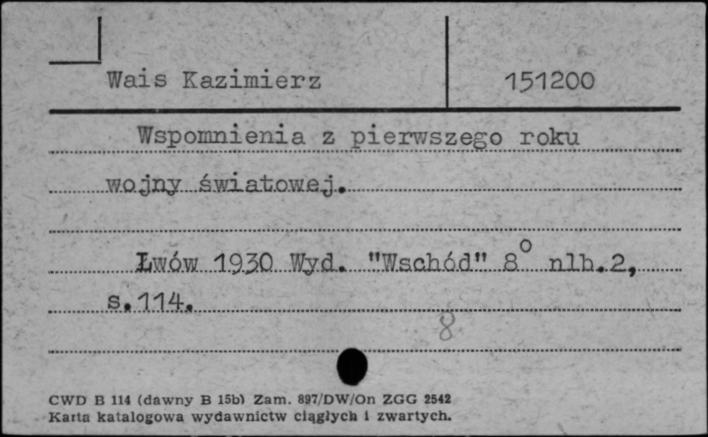 Wais Kazimierz 151200
Wspomnienia z pierwszego roku
wojny światowej.
Lwów 1930 Wyd. "Wschód" 8° nlb.2,
s.114.
8
CWD B 114 (dawny B 15b) Zam. 897/DW/On ZGG 2542
Karta katalogowa wydawnictw ciągłych i zwartych.